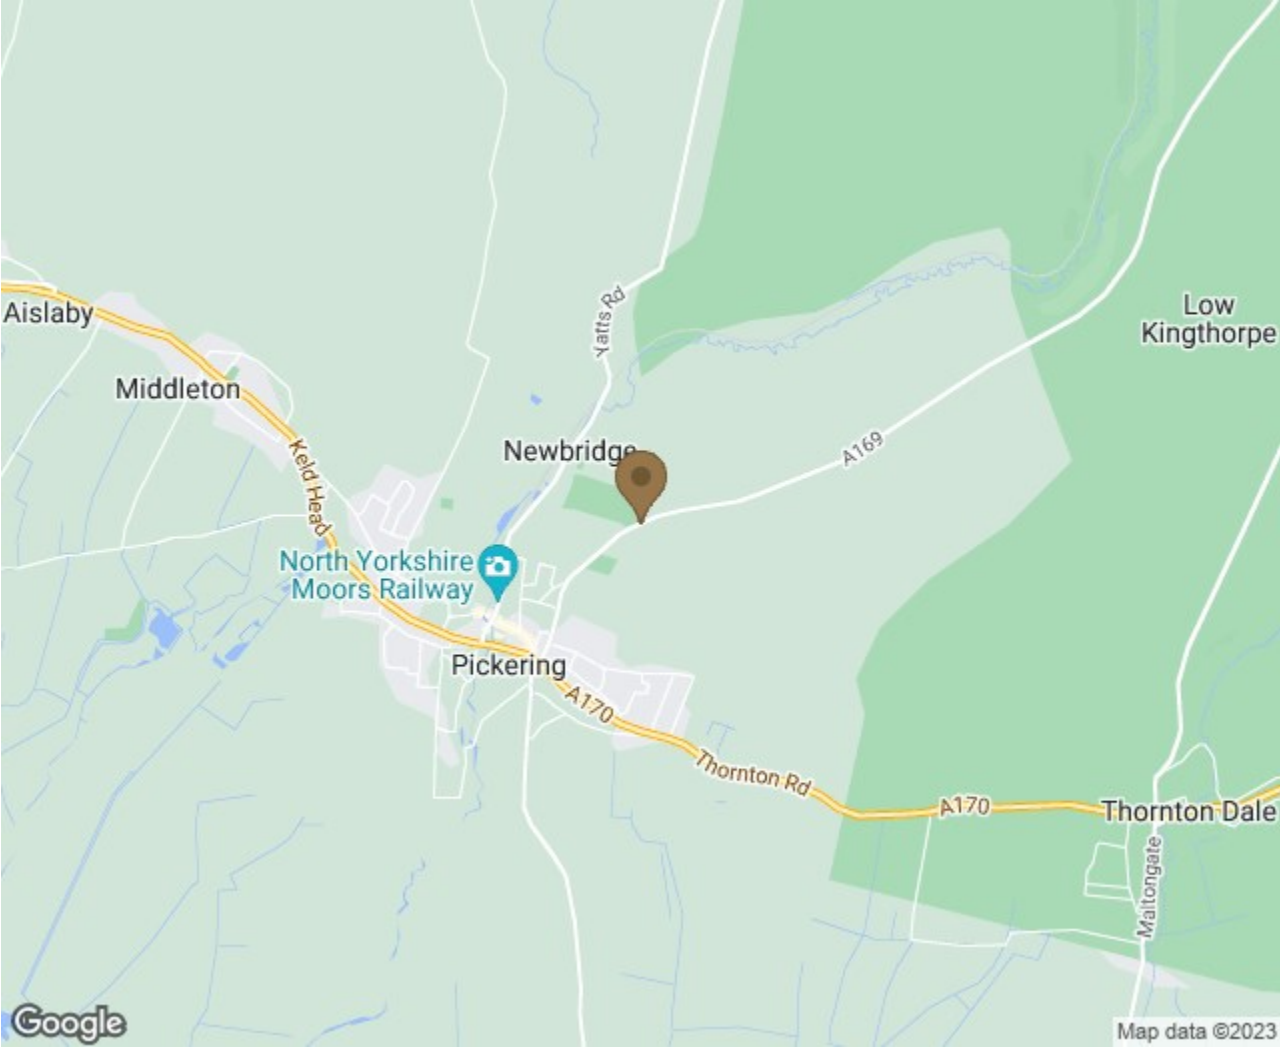 Yatts Rd
Low
Kingthorpe
Aislaby
Middleton
Newbridge
A169
Keld Head
North Yorkshire
Moors Railway
Pickering
A170
Thornton Rd
A170
Thornton Dale
Maltongate
Google
Map data ©2023